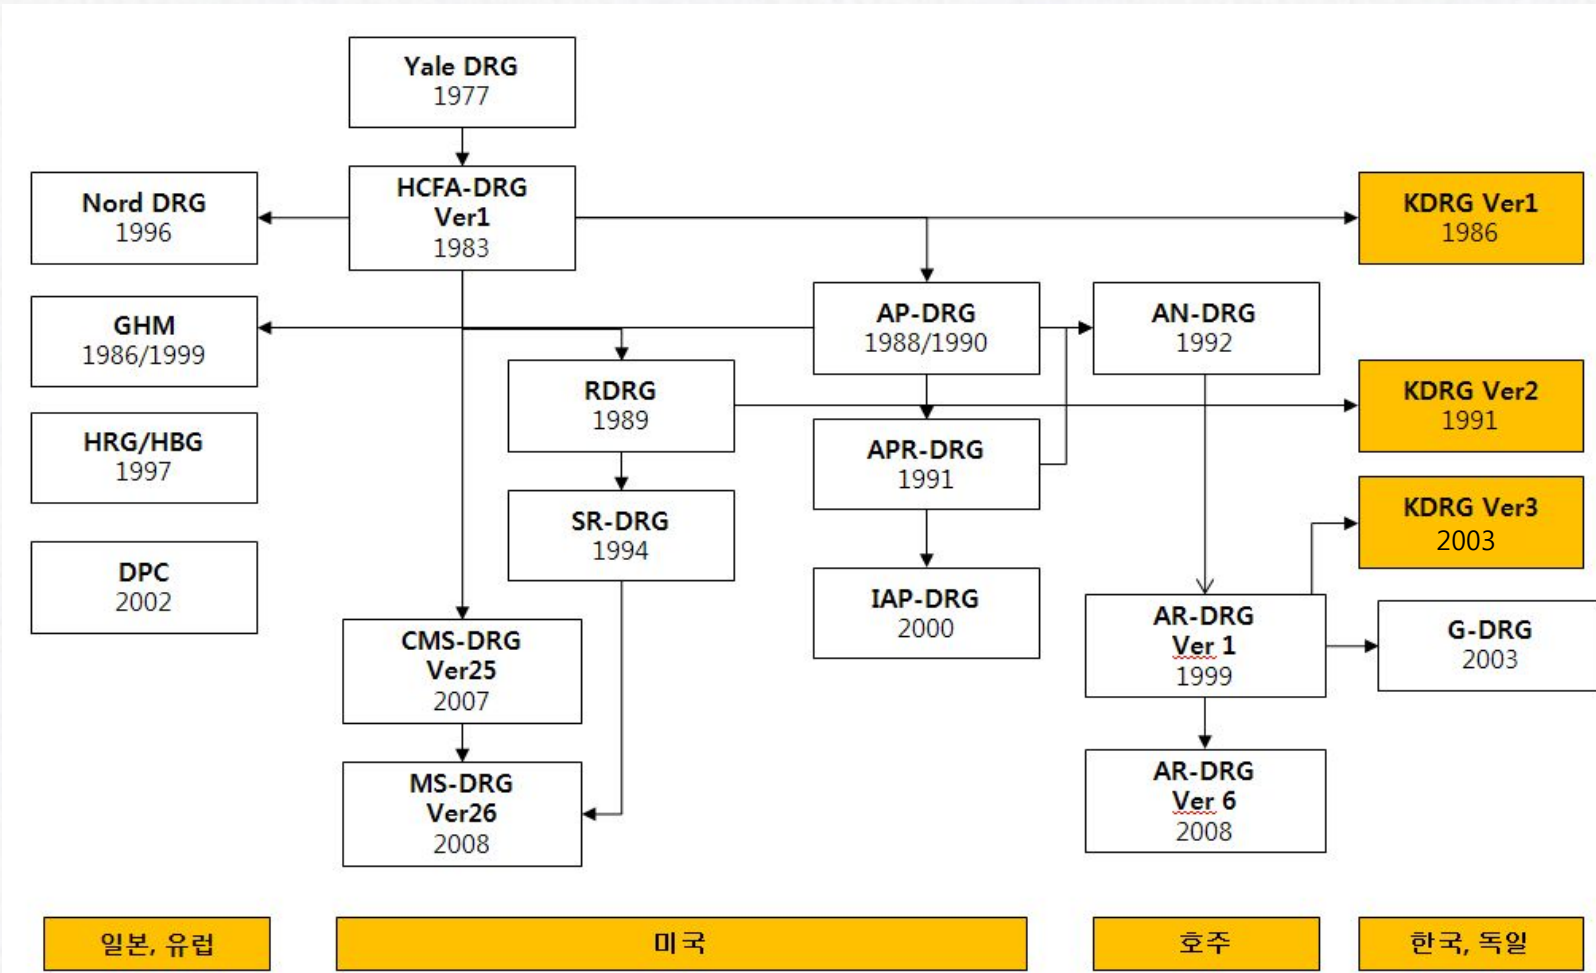 Yale DRG
1977
HCFA-DRG
Ver1
1983
Nord DRG
1996
KDRG Ver1
1986
GHM
1986/1999
AP-DRG
1988/1990
AN-DRG
1992
RDRG
1989
KDRG Ver2
1991
HRG/HBG
1997
APR-DRG
1991
SR-DRG
1994
KDRG Ver3
2003
DPC
2002
IAP-DRG
2000
CMS-DRG
Ver25
2007
AR-DRG
Ver 1
1999
G-DRG
2003
MS-DRG
Ver26
2008
AR-DRG
Ver 6
2008
일본, 유럽
미국
호주
한국, 독일